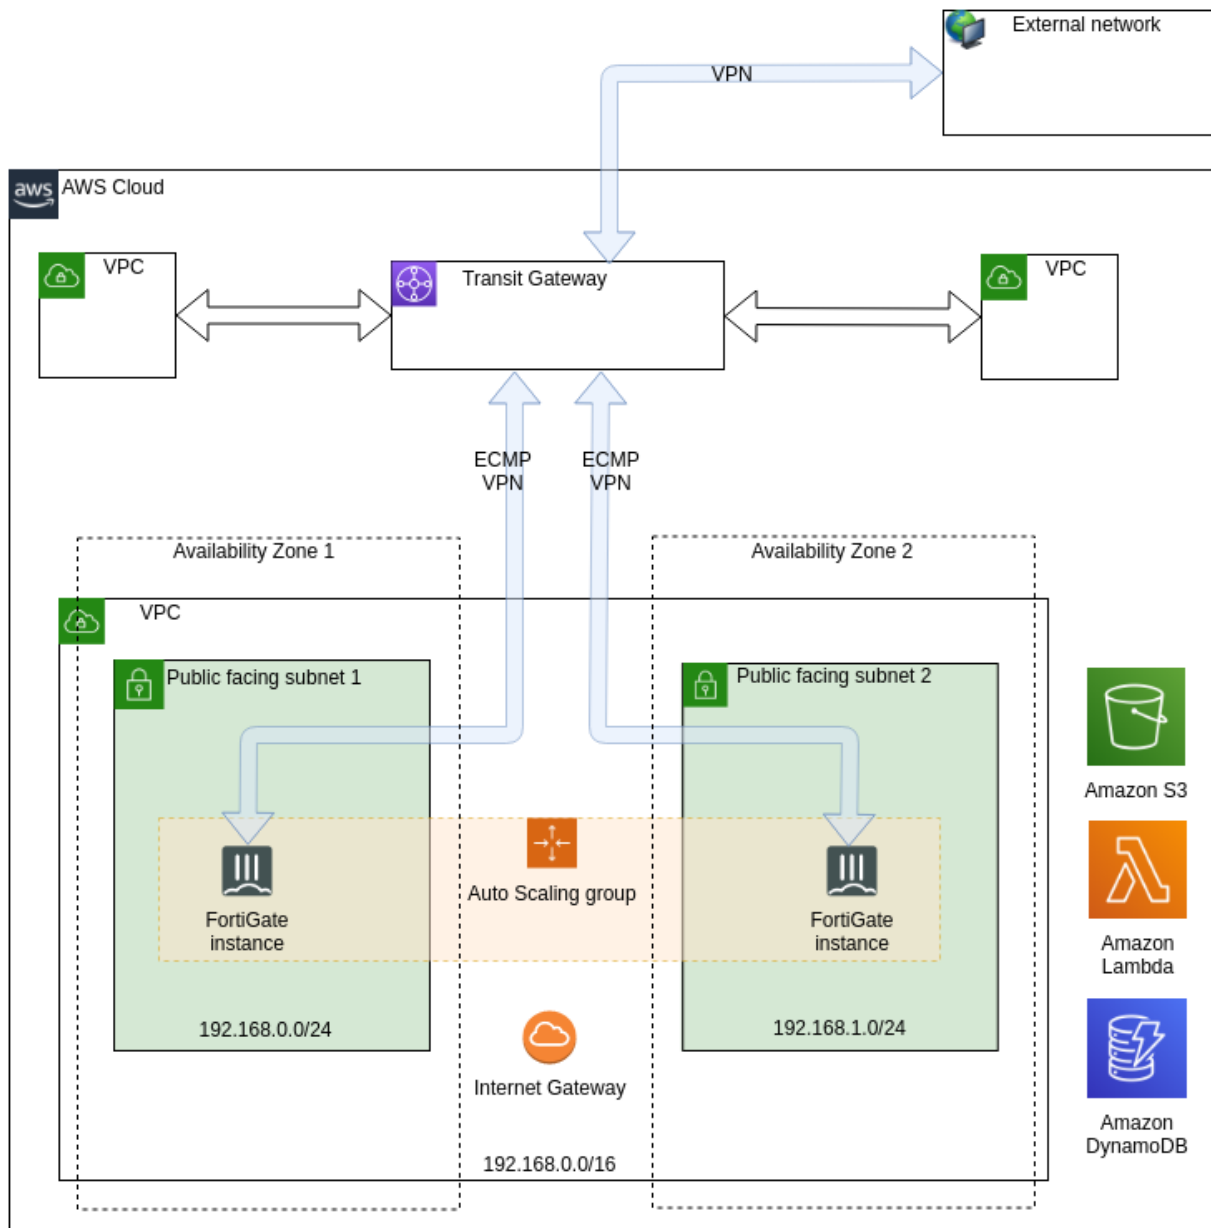 External network
VPN
aws
AWS Cloud
VPC
Transit Gateway
VPC
ECMP
VPN
ECMP
VPN
Availability Zone 1
Availability Zone 2
VPC
Public facing subnet 1
Public facing subnet 2
Amazon S3
Auto Scaling group
FortiGate
instance
FortiGate
instance
Amazon
Lambda
192.168.0.0/24
192.168.1.0/24
Internet Gateway
Amazon
DynamoDB
192.168.0.0/16